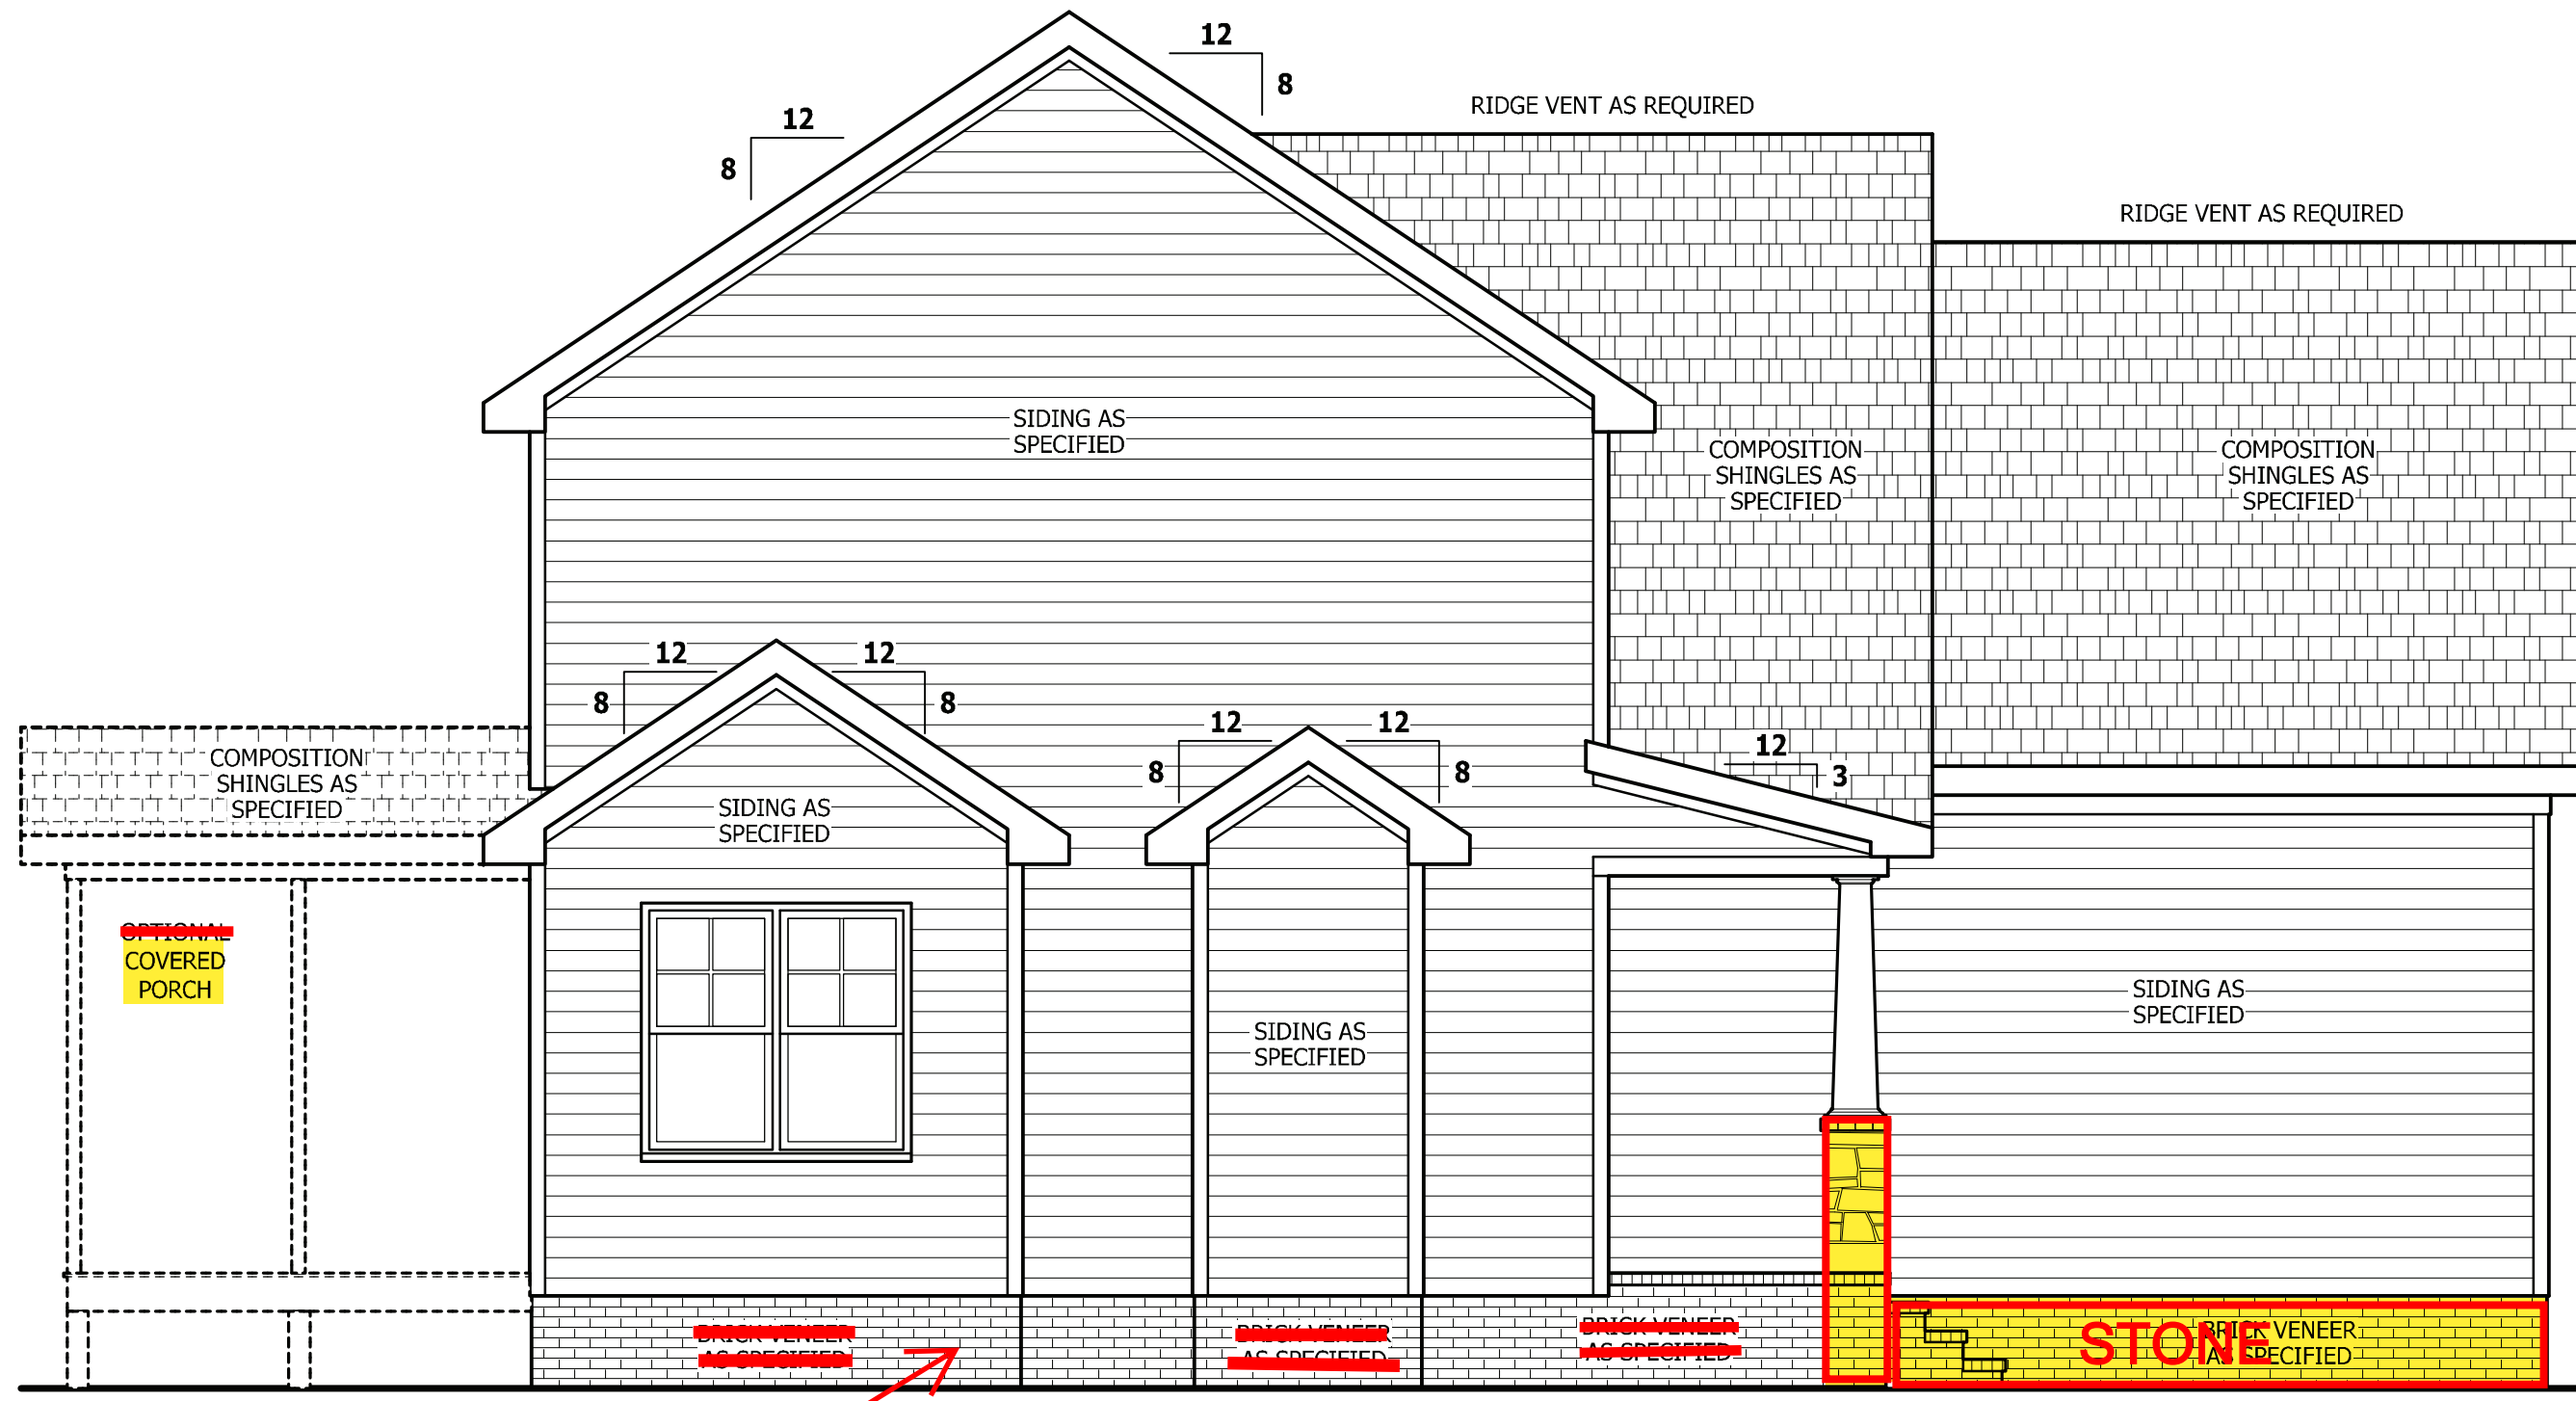 12
8
12
8
RIDGE VENT AS REQUIRED
RIDGE VENT AS REQUIRED
SIDING AS
SPECIFIED
COMPOSITION
SHINGLES AS
SPECIFIED
COMPOSITION
SHINGLES AS
SPECIFIED
12
8
12
8
12
8
12
8
12
3
COMPOSITION
SHINGLES AS
SPECIFIED
SIDING AS
SPECIFIED
OPTIONAL
COVERED
PORCH
SIDING AS
SPECIFIED
SIDING AS
SPECIFIED
BRICK VENEER
AS SPECIFIED
BRICK VENEER
AS SPECIFIED
BRICK VENEER
AS SPECIFIED
STONE
BRICK VENEER
AS SPECIFIED